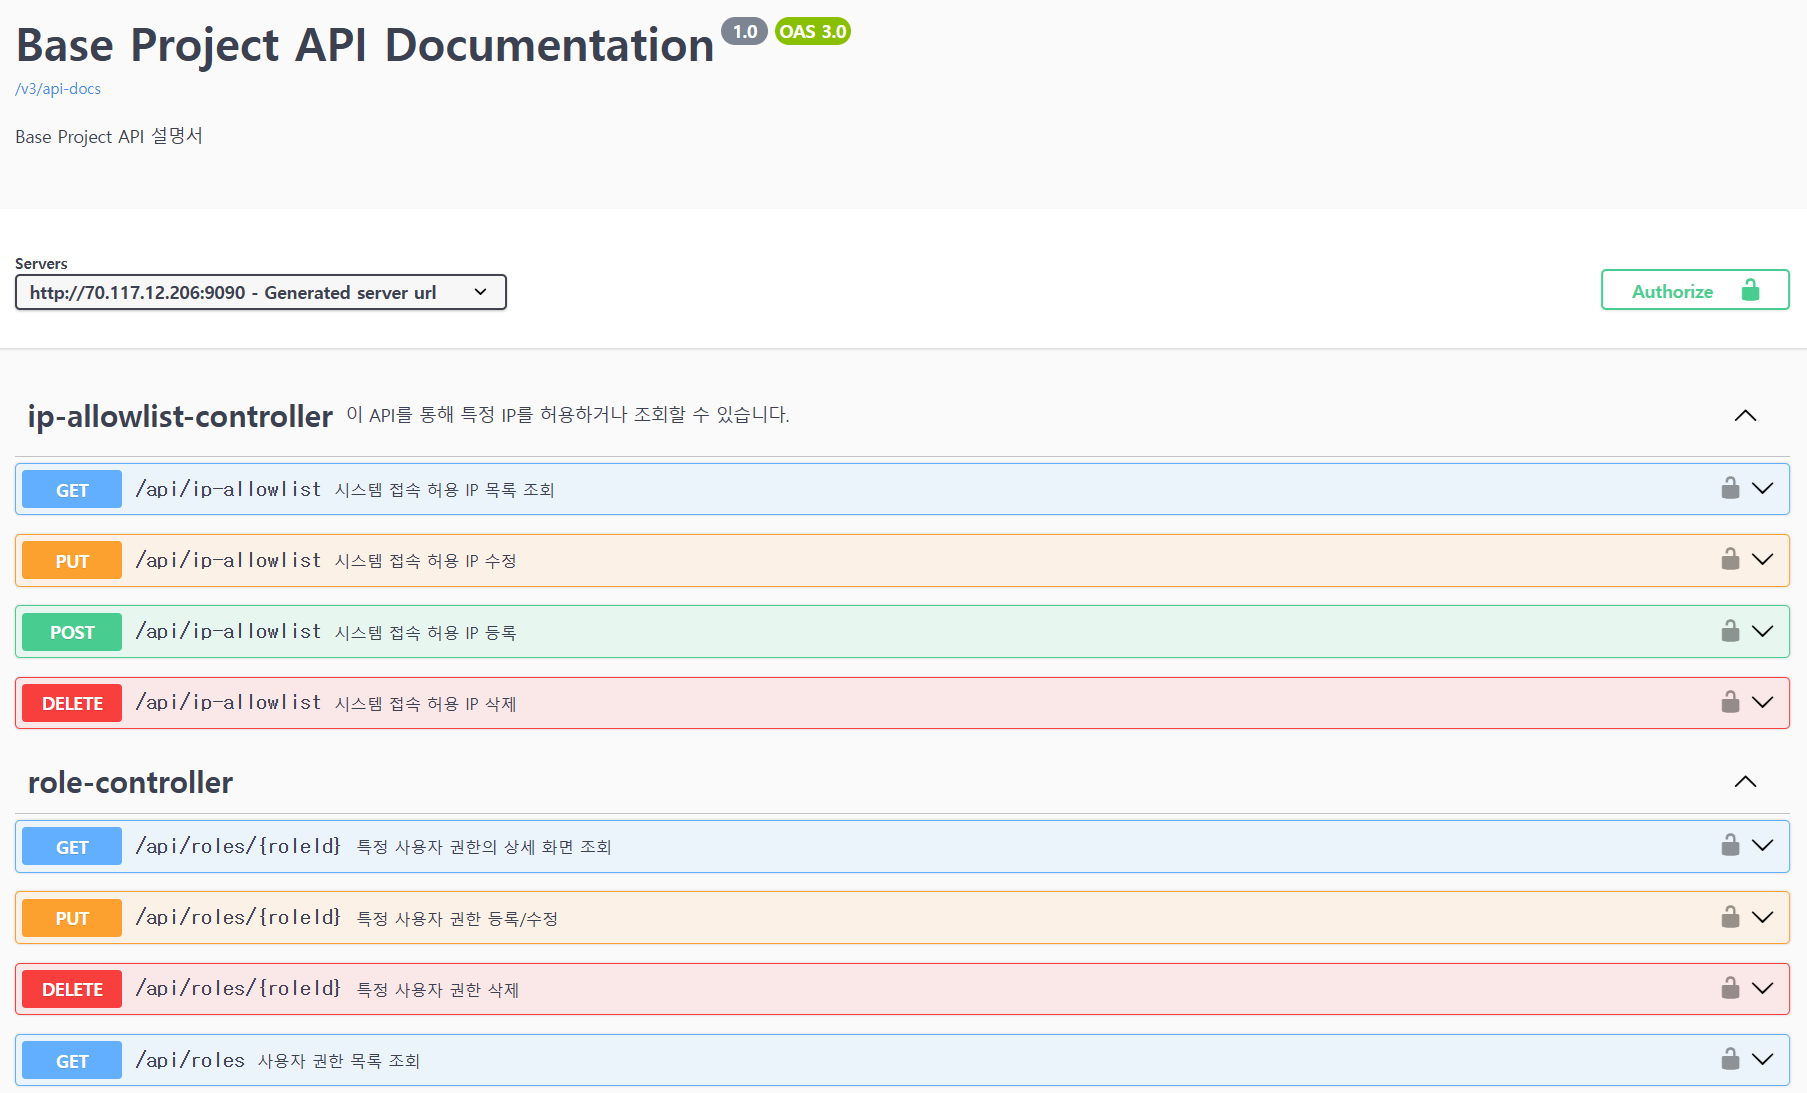 Base Project API Documentation 1.0 OAS 3.0
/v3/api-docs
Base Project API 설명서
Servers
http://70.117.12.206:9090 - Generated server url
Authorize
ip-allowlist-controller 이 API를 통해 특정 IP를 허용하거나 조회할 수 있습니다.
GET /api/ip-allowlist 시스템 접속 허용 IP 목록 조회
PUT /api/ip-allowlist 시스템 접속 허용 IP 수정
POST /api/ip-allowlist 시스템 접속 허용 IP 등록
DELETE /api/ip-allowlist 시스템 접속 허용 IP 삭제
role-controller
GET /api/roles/{roleId} 특정 사용자 권한의 상세 화면 조회
PUT /api/roles/{roleId} 특정 사용자 권한 등록/수정
DELETE /api/roles/{roleId} 특정 사용자 권한 삭제
GET /api/roles 사용자 권한 목록 조회